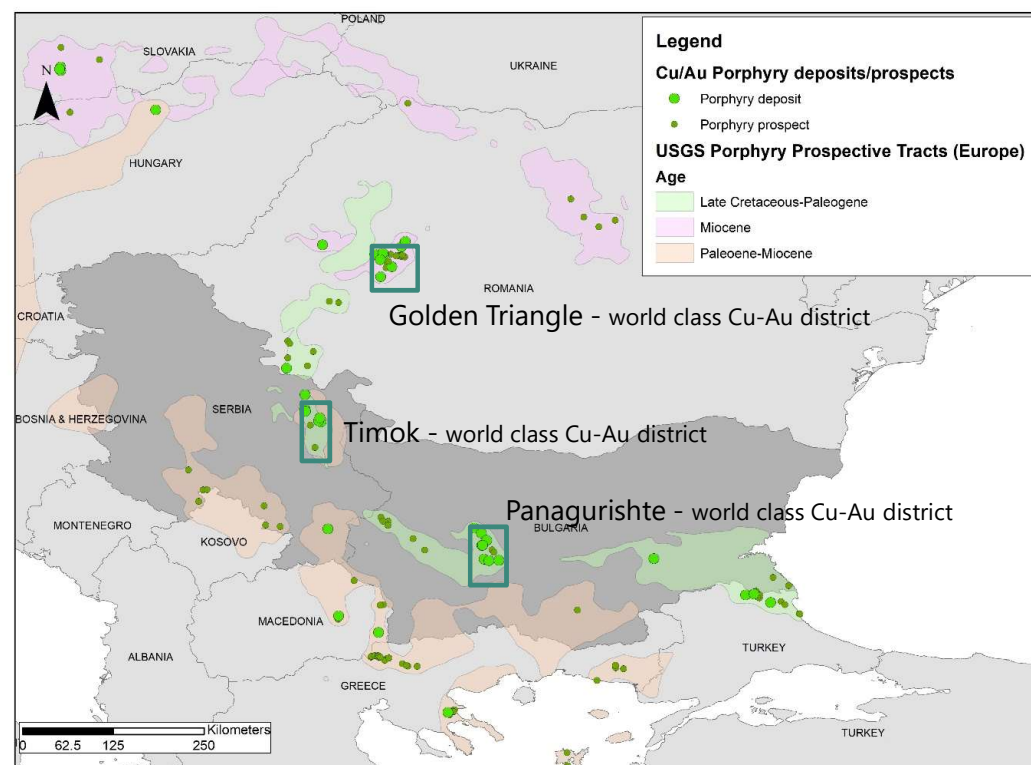 POLAND
SLOVAKIA
UKRAINE
N
HUNGARY
Legend
Cu/Au Porphyry deposits/prospects
Porphyry deposit
Porphyry prospect
USGS Porphyry Prospective Tracts (Europe)
Age
Late Cretaceous-Paleogene
Miocene
Paleoene-Miocene
ROMANIA
Golden Triangle - world class Cu-Au district
CROATIA
BOSNIA & HERZEGOVINA
SERBIA
Timok - world class Cu-Au district
Panagurishte - world class Cu-Au district
BULGARIA
MONTENEGRO
KOSOVO
MACEDONIA
ALBANIA
TURKEY
GREECE
Kilometers
0 62.5 125 250
TURKEY